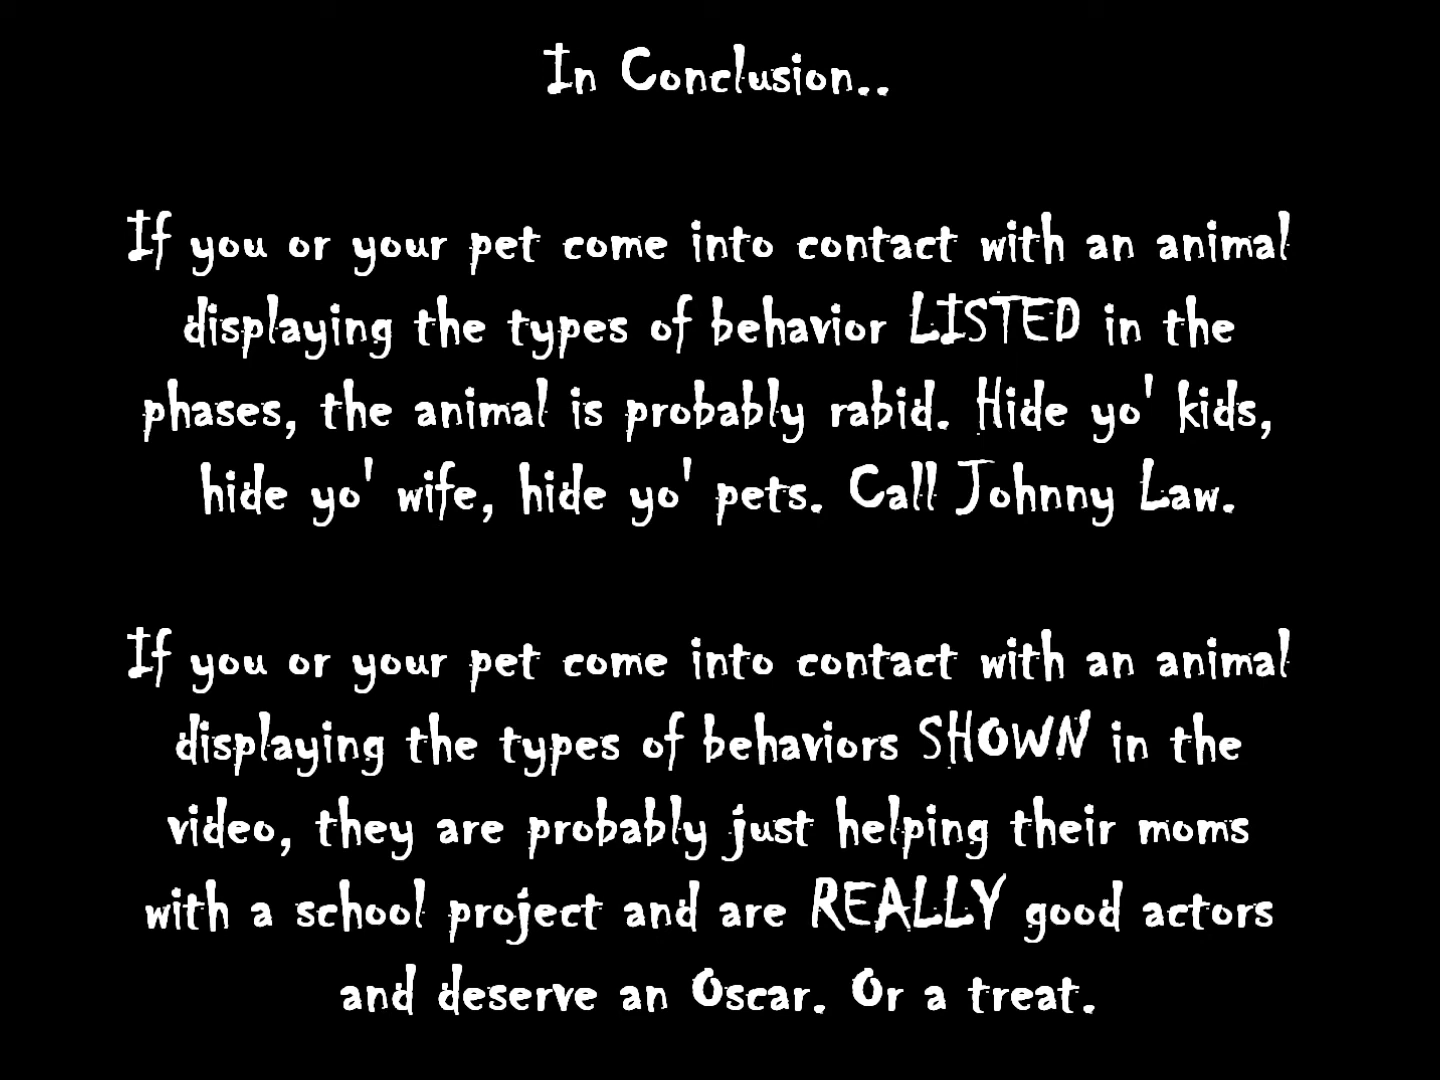 In Conclusion..
If you or your pet come into contact with an animal
displaying the types of behavior LISTED in the
phases, the animal is probably rabid. Hide yo' kids,
hide yo' wife, hide yo' pets. Call Johnny Law.
If you or your pet come into contact with an animal
displaying the types of behaviors SHOWN in the
video, they are probably just helping their moms
with a school project and are REALLY good actors
and deserve an Oscar. Or a treat.